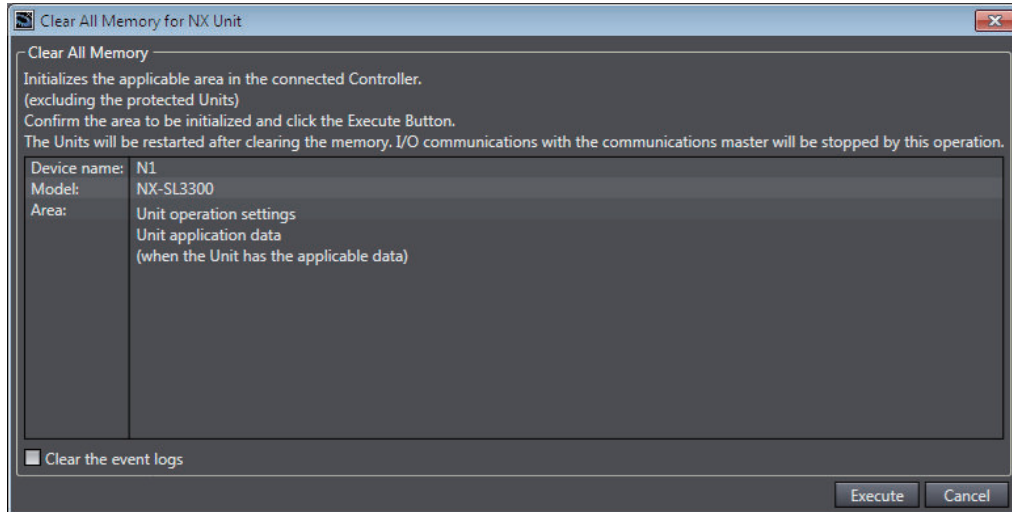 Clear All Memory for NX Unit
Clear All Memory
Initializes the applicable area in the connected Controller.
(excluding the protected Units)
Confirm the area to be initialized and click the Execute Button.
The Units will be restarted after clearing the memory. I/O communications with the communications master will be stopped by this operation.
Device name: N1
Model: NX-SL3300
Area: Unit operation settings
Unit application data
(when the Unit has the applicable data)
Clear the event logs
Execute Cancel